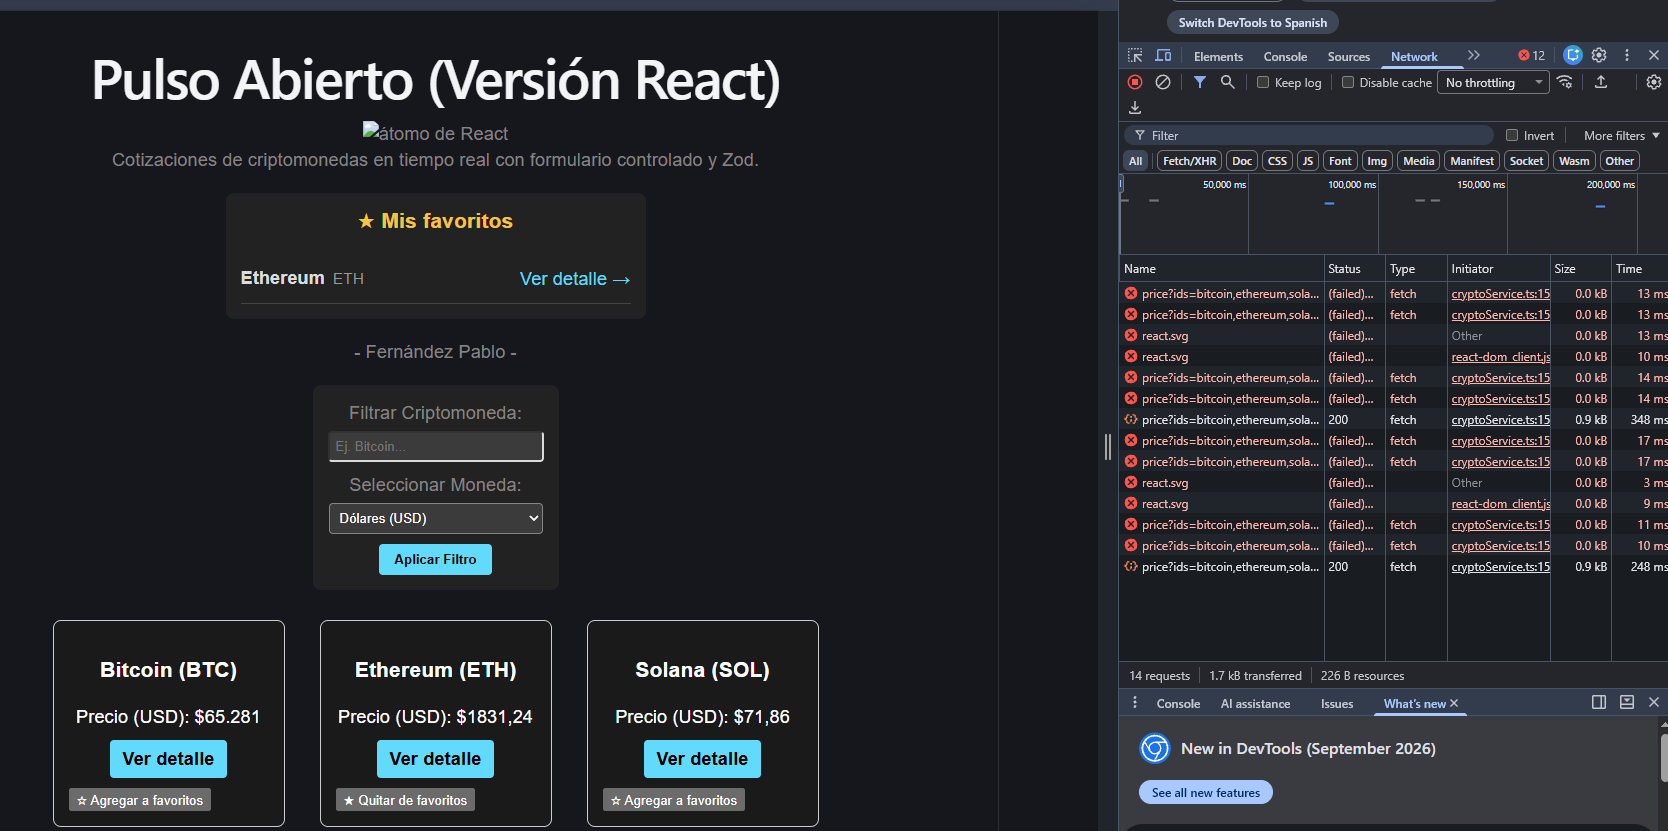 Pulso Abierto (Versión React)
átomo de React
Cotizaciones de criptomonedas en tiempo real con formulario controlado y Zod.
★ Mis favoritos
Ethereum ETH
Ver detalle →
- Fernández Pablo -
Filtrar Criptomoneda:
Ej. Bitcoin...
Seleccionar Moneda:
Dólares (USD)
Aplicar Filtro
Bitcoin (BTC)
Precio (USD): $65.281
Ver detalle
☆ Agregar a favoritos
Ethereum (ETH)
Precio (USD): $1831,24
Ver detalle
★ Quitar de favoritos
Solana (SOL)
Precio (USD): $71,86
Ver detalle
☆ Agregar a favoritos
Switch DevTools to Spanish
Elements Console Sources Network 12
Keep log Disable cache No throttling
Filter Invert More filters
All Fetch/XHR Doc CSS JS Font Img Media Manifest Socket Wasm Other
50,000 ms 100,000 ms 150,000 ms 200,000 ms
Name Status Type Initiator Size Time
price?ids=bitcoin,ethereum,sola... (failed)... fetch cryptoService.ts:15 0.0 kB 13 ms
price?ids=bitcoin,ethereum,sola... (failed)... fetch cryptoService.ts:15 0.0 kB 13 ms
react.svg (failed)... Other 0.0 kB 13 ms
react.svg (failed)... react-dom_client.js 0.0 kB 10 ms
price?ids=bitcoin,ethereum,sola... (failed)... fetch cryptoService.ts:15 0.0 kB 14 ms
price?ids=bitcoin,ethereum,sola... (failed)... fetch cryptoService.ts:15 0.0 kB 14 ms
price?ids=bitcoin,ethereum,sola... 200 fetch cryptoService.ts:15 0.9 kB 348 ms
price?ids=bitcoin,ethereum,sola... (failed)... fetch cryptoService.ts:15 0.0 kB 17 ms
price?ids=bitcoin,ethereum,sola... (failed)... fetch cryptoService.ts:15 0.0 kB 17 ms
react.svg (failed)... Other 0.0 kB 3 ms
react.svg (failed)... react-dom_client.js 0.0 kB 9 ms
price?ids=bitcoin,ethereum,sola... (failed)... fetch cryptoService.ts:15 0.0 kB 11 ms
price?ids=bitcoin,ethereum,sola... (failed)... fetch cryptoService.ts:15 0.0 kB 10 ms
price?ids=bitcoin,ethereum,sola... 200 fetch cryptoService.ts:15 0.9 kB 248 ms
14 requests 1.7 kB transferred 226 B resources
Console AI assistance Issues What's new
New in DevTools (September 2026)
See all new features